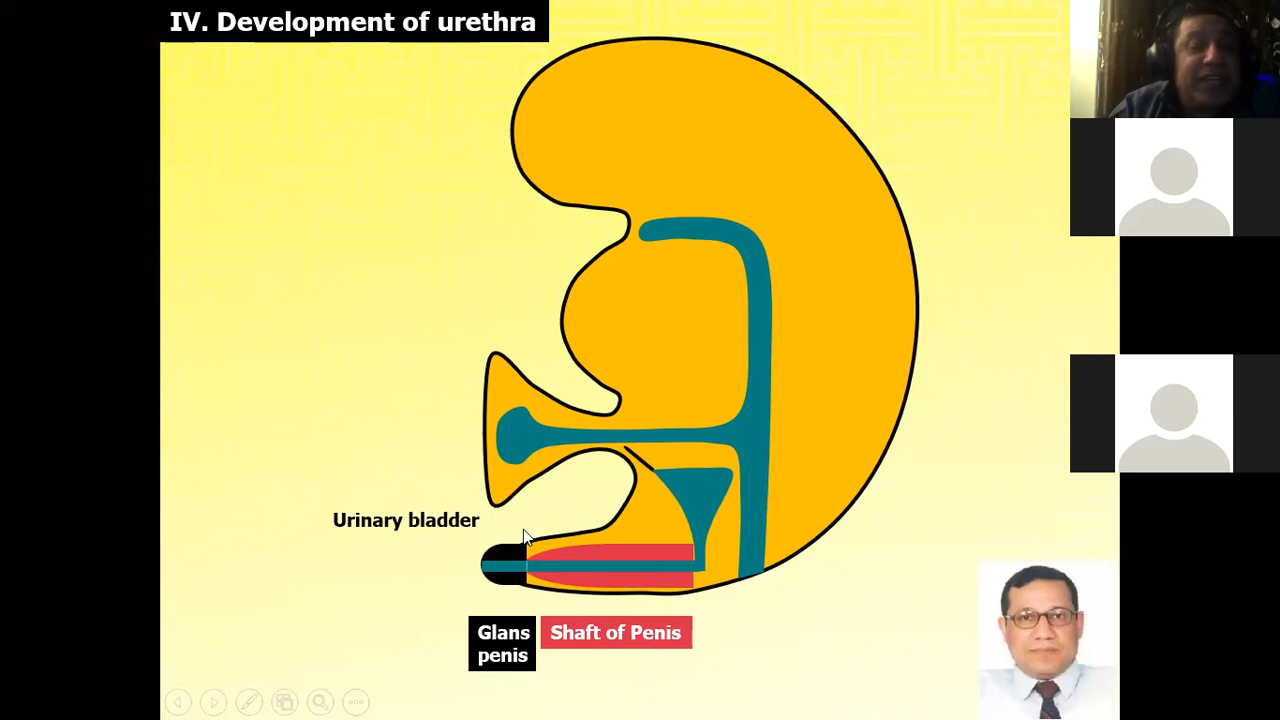 IV. Development of urethra
Urinary bladder
Glans
penis
Shaft of Penis